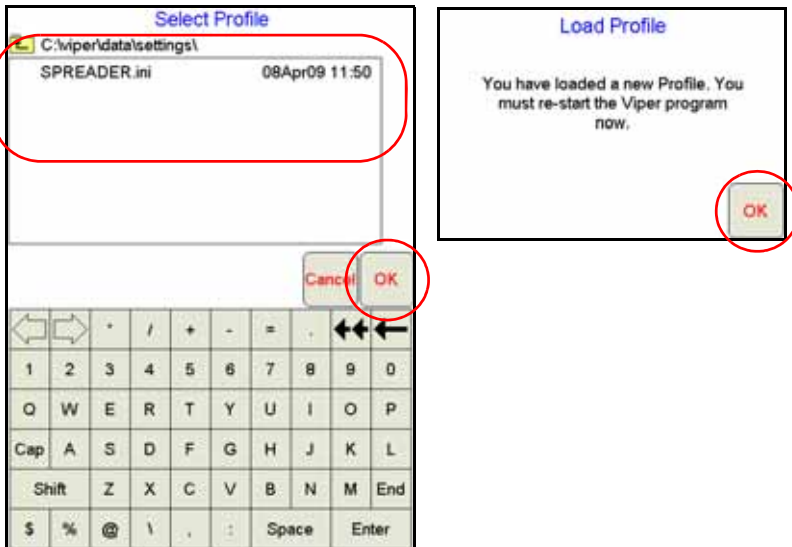 Select Profile
C:\viper\data\settings\
SPREADER.ini 08Apr09 11:50
Cancel OK
/ + - = .
1 2 3 4 5 6 7 8 9 0
Q W E R T Y U I O P
Cap A S D F G H J K L
Shift Z X C V B N M End
$ % @ \ , : Space Enter
Load Profile
You have loaded a new Profile. You
must re-start the Viper program
now.
OK